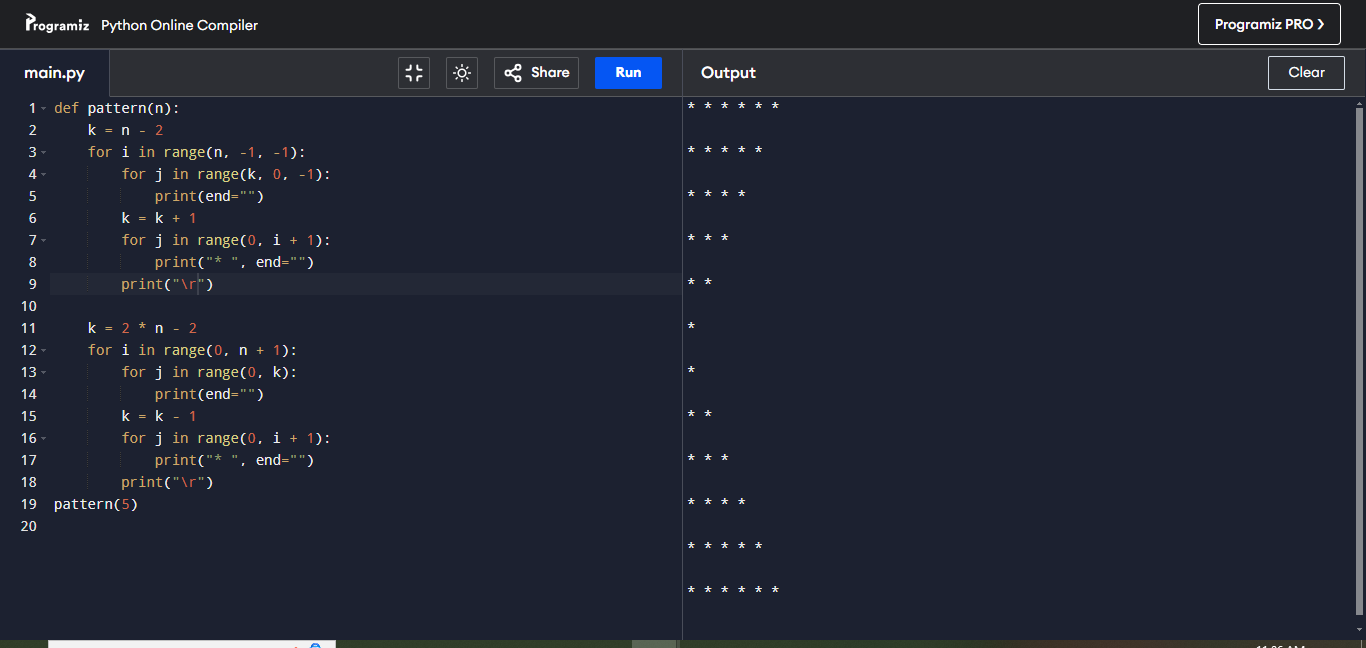 Programiz Python Online Compiler
Programiz PRO ❯
main.py
Share
Run
1 def pattern(n):
2     k = n - 2
3     for i in range(n, -1, -1):
4         for j in range(k, 0, -1):
5             print(end="")
6         k = k + 1
7         for j in range(0, i + 1):
8             print("* ", end="")
9         print("\r")
10
11     k = 2 * n - 2
12     for i in range(0, n + 1):
13         for j in range(0, k):
14             print(end="")
15         k = k - 1
16         for j in range(0, i + 1):
17             print("* ", end="")
18         print("\r")
19 pattern(5)
20
Output
Clear
* * * * * *
* * * * *
* * * *
* * *
* *
*
*
* *
* * *
* * * *
* * * * *
* * * * * *